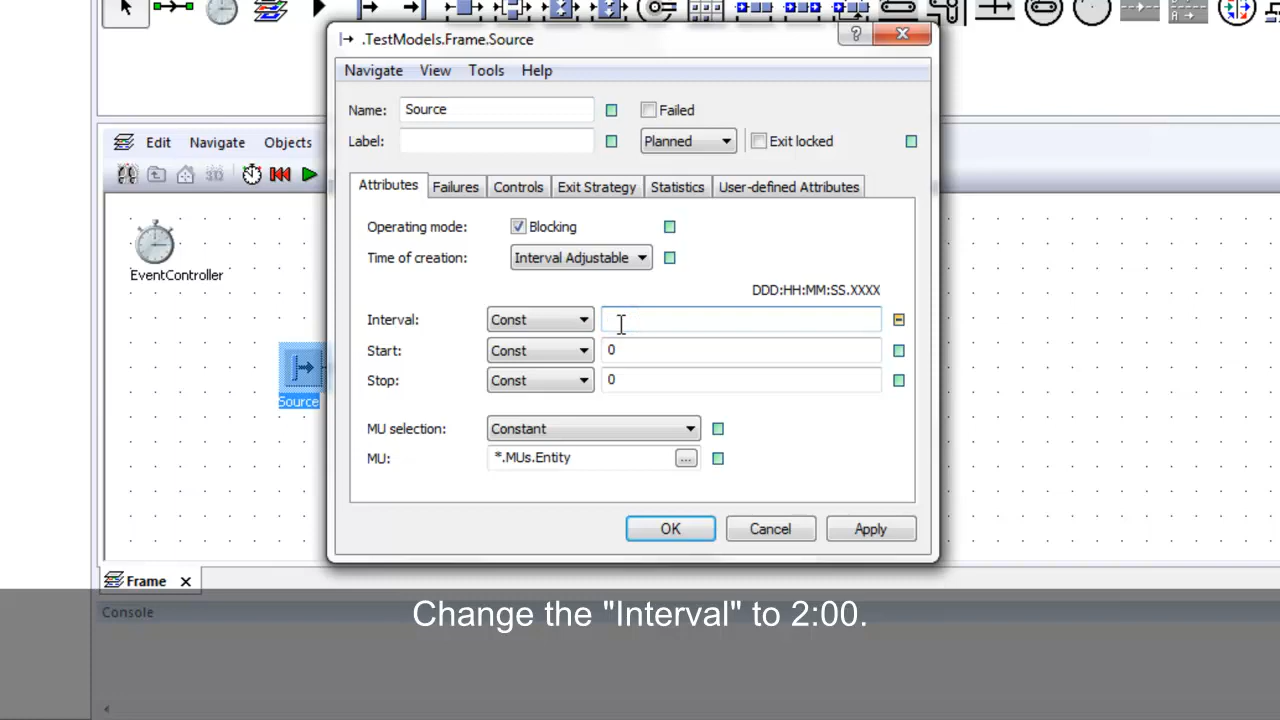 .TestModels.Frame.Source
Navigate View Tools Help
Name: Source Failed
Label: Planned Exit locked
Edit Navigate Objects
Attributes Failures Controls Exit Strategy Statistics User-defined Attributes
Operating mode: Blocking
Time of creation: Interval Adjustable
EventController
DDD:HH:MM:SS.XXXX
Interval: Const
Start: Const 0
Stop: Const 0
Source
MU selection: Constant
MU: *.MUs.Entity ...
OK Cancel Apply
Frame
Console
Change the "Interval" to 2:00.